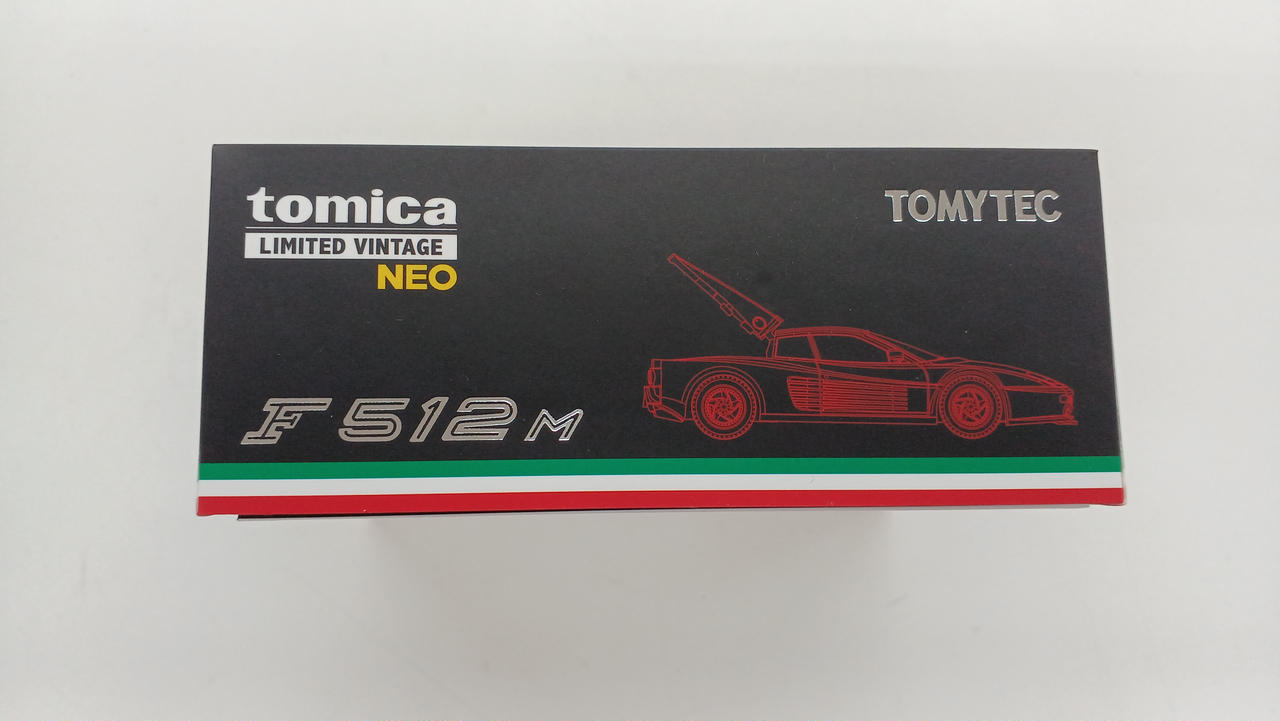 tomica
LIMITED VINTAGE
NEO
TOMYTEC
F512M